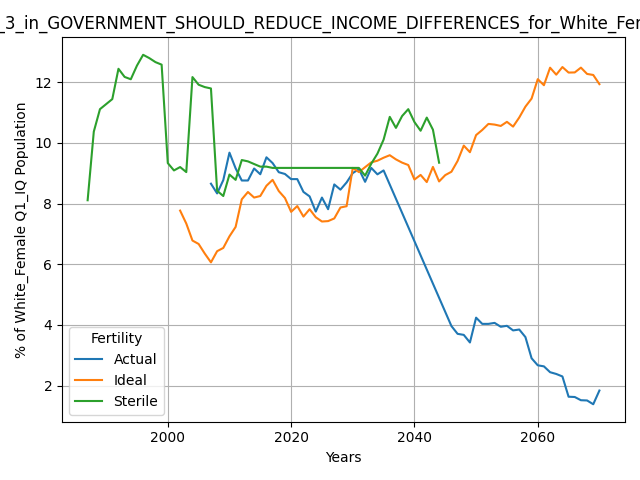 _3_in_GOVERNMENT_SHOULD_REDUCE_INCOME_DIFFERENCES_for_White_Fem
% of White_Female Q1_IQ Population
12
10
8
6
4
2
Fertility
Actual
Ideal
Sterile
2000
2020
2040
2060
Years